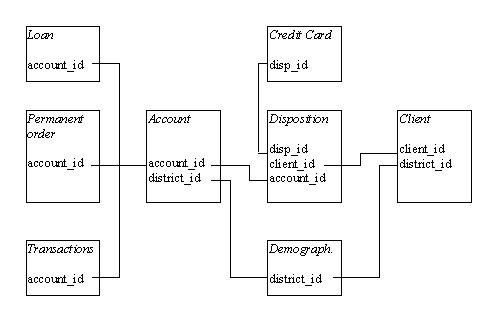 Loan
account_id
Credit Card
disp_id
Permanent
order
account_id
Account
account_id
district_id
Disposition
disp_id
client_id
account_id
Client
client_id
district_id
Transactions
account_id
Demograph.
district_id